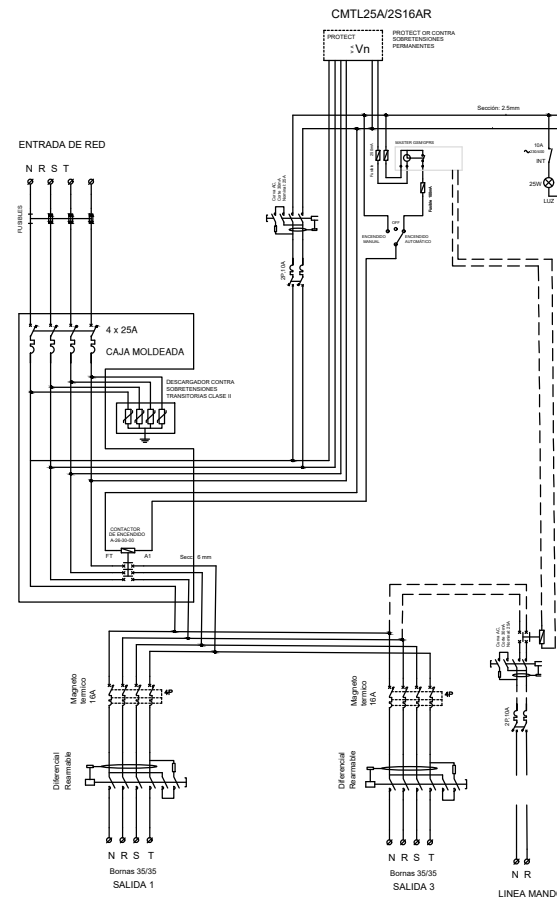 CMTL25A/2S16AR
PROTECT
Vn
PROTECT OR CONTRA
SOBRETENSIONES
PERMANENTES
Sección: 2.5mm
ENTRADA DE RED
N R S T
FUSIBLES
10A
INT
25W
LUZ
OFF
ENCENDIDO
MANUAL
ENCENDIDO
AUTOMÁTICO
2P,10A
4 x 25A
CAJA MOLDEADA
DESCARGADOR CONTRA
SOBRETENSIONES
TRANSITORIAS CLASE II
CONTACTOR
DE ENCENDIDO
A-26-30-00
FT
A1
Secc: 6 mm
Magneto
termico
16A
4P
Magneto
termico
16A
4P
2P,10A
Diferencial
Rearmable
Diferencial
Rearmable
N R S T
Bornas 35/35
SALIDA 1
N R S T
Bornas 35/35
SALIDA 3
N R
LINEA MANDO